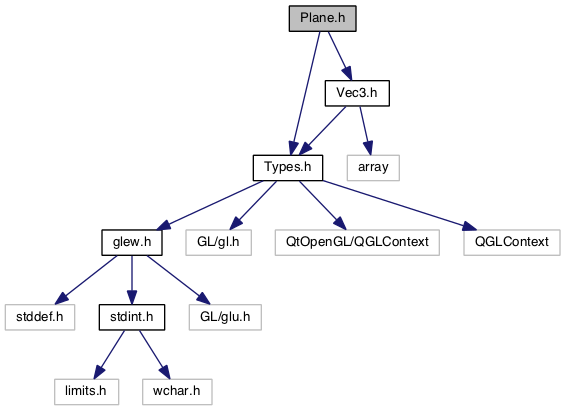 Plane.h
Vec3.h
Types.h
array
glew.h
GL/gl.h
QtOpenGL/QGLContext
QGLContext
stddef.h
stdint.h
GL/glu.h
limits.h
wchar.h